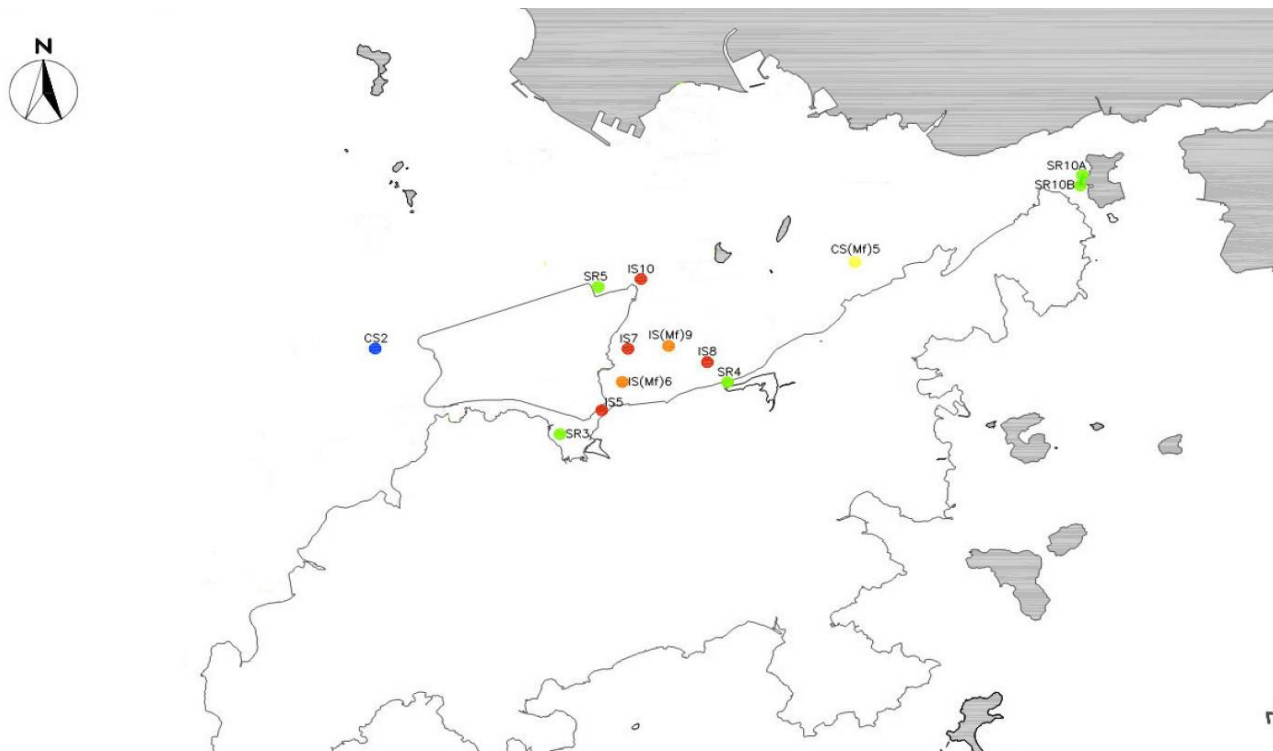 N
SR10A
SR10B
CS(Mf)5
IS10
SR5
CS2
IS7
IS(Mf)9
IS8
SR4
IS(Mf)6
IS5
SR3